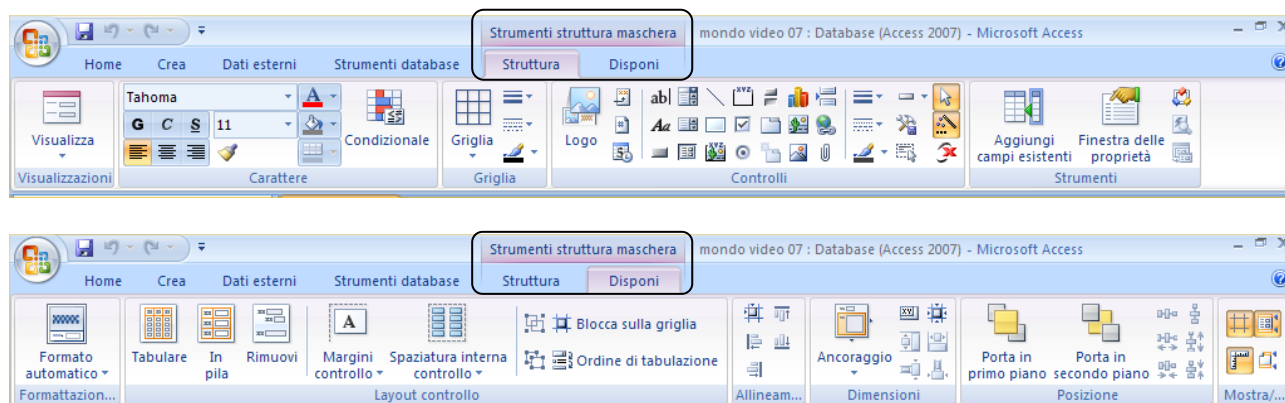 Strumenti struttura maschera mondo video 07 : Database (Access 2007) - Microsoft Access
Home Crea Dati esterni Strumenti database Struttura Disponi
Visualizza
Tahoma
G C S 11
A
Condizionale
Griglia
Logo
ab|
Aa
XYZ
Aggiungi campi esistenti
Finestra delle proprietà
Visualizzazioni Carattere Griglia Controlli Strumenti
Strumenti struttura maschera mondo video 07 : Database (Access 2007) - Microsoft Access
Home Crea Dati esterni Strumenti database Struttura Disponi
Formato automatico
Tabulare
In pila
Rimuovi
A
Margini controllo
Spaziatura interna controllo
Blocca sulla griglia
Ordine di tabulazione
Ancoraggio
Porta in primo piano
Porta in secondo piano
Formattazion... Layout controllo Allineam... Dimensioni Posizione Mostra/...